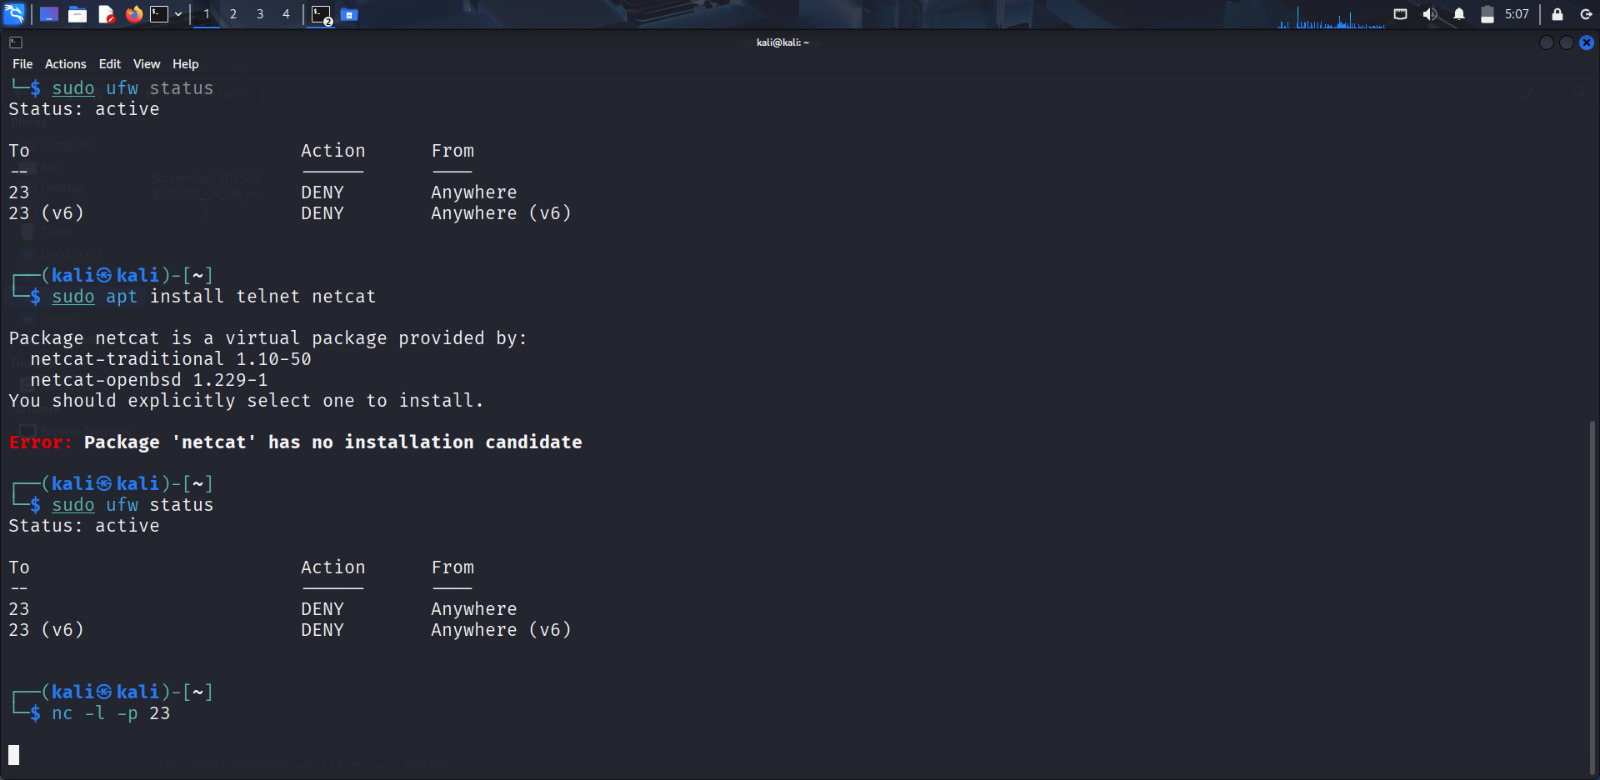 1 2 3 4 2 5:07
kali@kali: ~
File Actions Edit View Help
└─$ sudo ufw status
Status: active
To Action From
-- ------ ----
23 DENY Anywhere
23 (v6) DENY Anywhere (v6)
┌──(kali㉿kali)-[~]
└─$ sudo apt install telnet netcat
Package netcat is a virtual package provided by:
netcat-traditional 1.10-50
netcat-openbsd 1.229-1
You should explicitly select one to install.
Error: Package 'netcat' has no installation candidate
┌──(kali㉿kali)-[~]
└─$ sudo ufw status
Status: active
To Action From
-- ------ ----
23 DENY Anywhere
23 (v6) DENY Anywhere (v6)
┌──(kali㉿kali)-[~]
└─$ nc -l -p 23